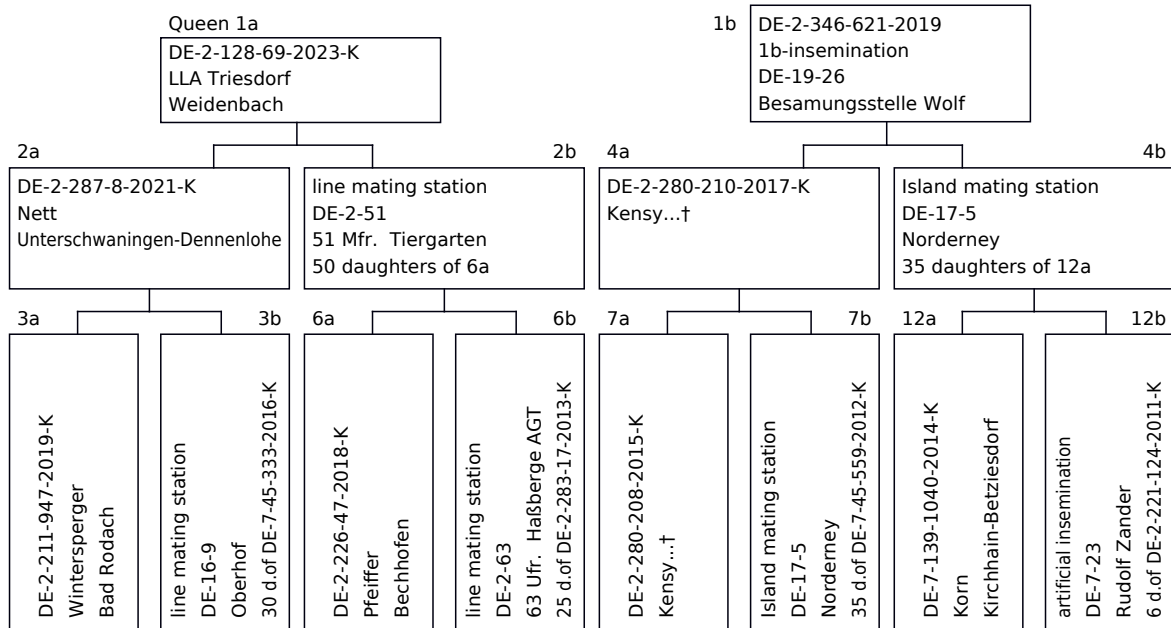 Queen 1a
DE-2-128-69-2023-K
LLA Triesdorf
Weidenbach
1b
DE-2-346-621-2019
1b-insemination
DE-19-26
Besamungsstelle Wolf
2a
DE-2-287-8-2021-K
Nett
Unterschwaningen-Dennenlohe
2b
line mating station
DE-2-51
51 Mfr. Tiergarten
50 daughters of 6a
4a
DE-2-280-210-2017-K
Kensy...†
4b
Island mating station
DE-17-5
Norderney
35 daughters of 12a
3a
DE-2-211-947-2019-K
Wintersperger
Bad Rodach
3b
line mating station
DE-16-9
Oberhof
30 d.of DE-7-45-333-2016-K
6a
DE-2-226-47-2018-K
Pfeiffer
Bechhofen
6b
line mating station
DE-2-63
63 Ufr. Haßberge AGT
25 d.of DE-2-283-17-2013-K
7a
DE-2-280-208-2015-K
Kensy...†
7b
Island mating station
DE-17-5
Norderney
35 d.of DE-7-45-559-2012-K
12a
DE-7-139-1040-2014-K
Korn
Kirchhain-Betziesdorf
12b
artificial insemination
DE-7-23
Rudolf Zander
6 d.of DE-2-221-124-2011-K